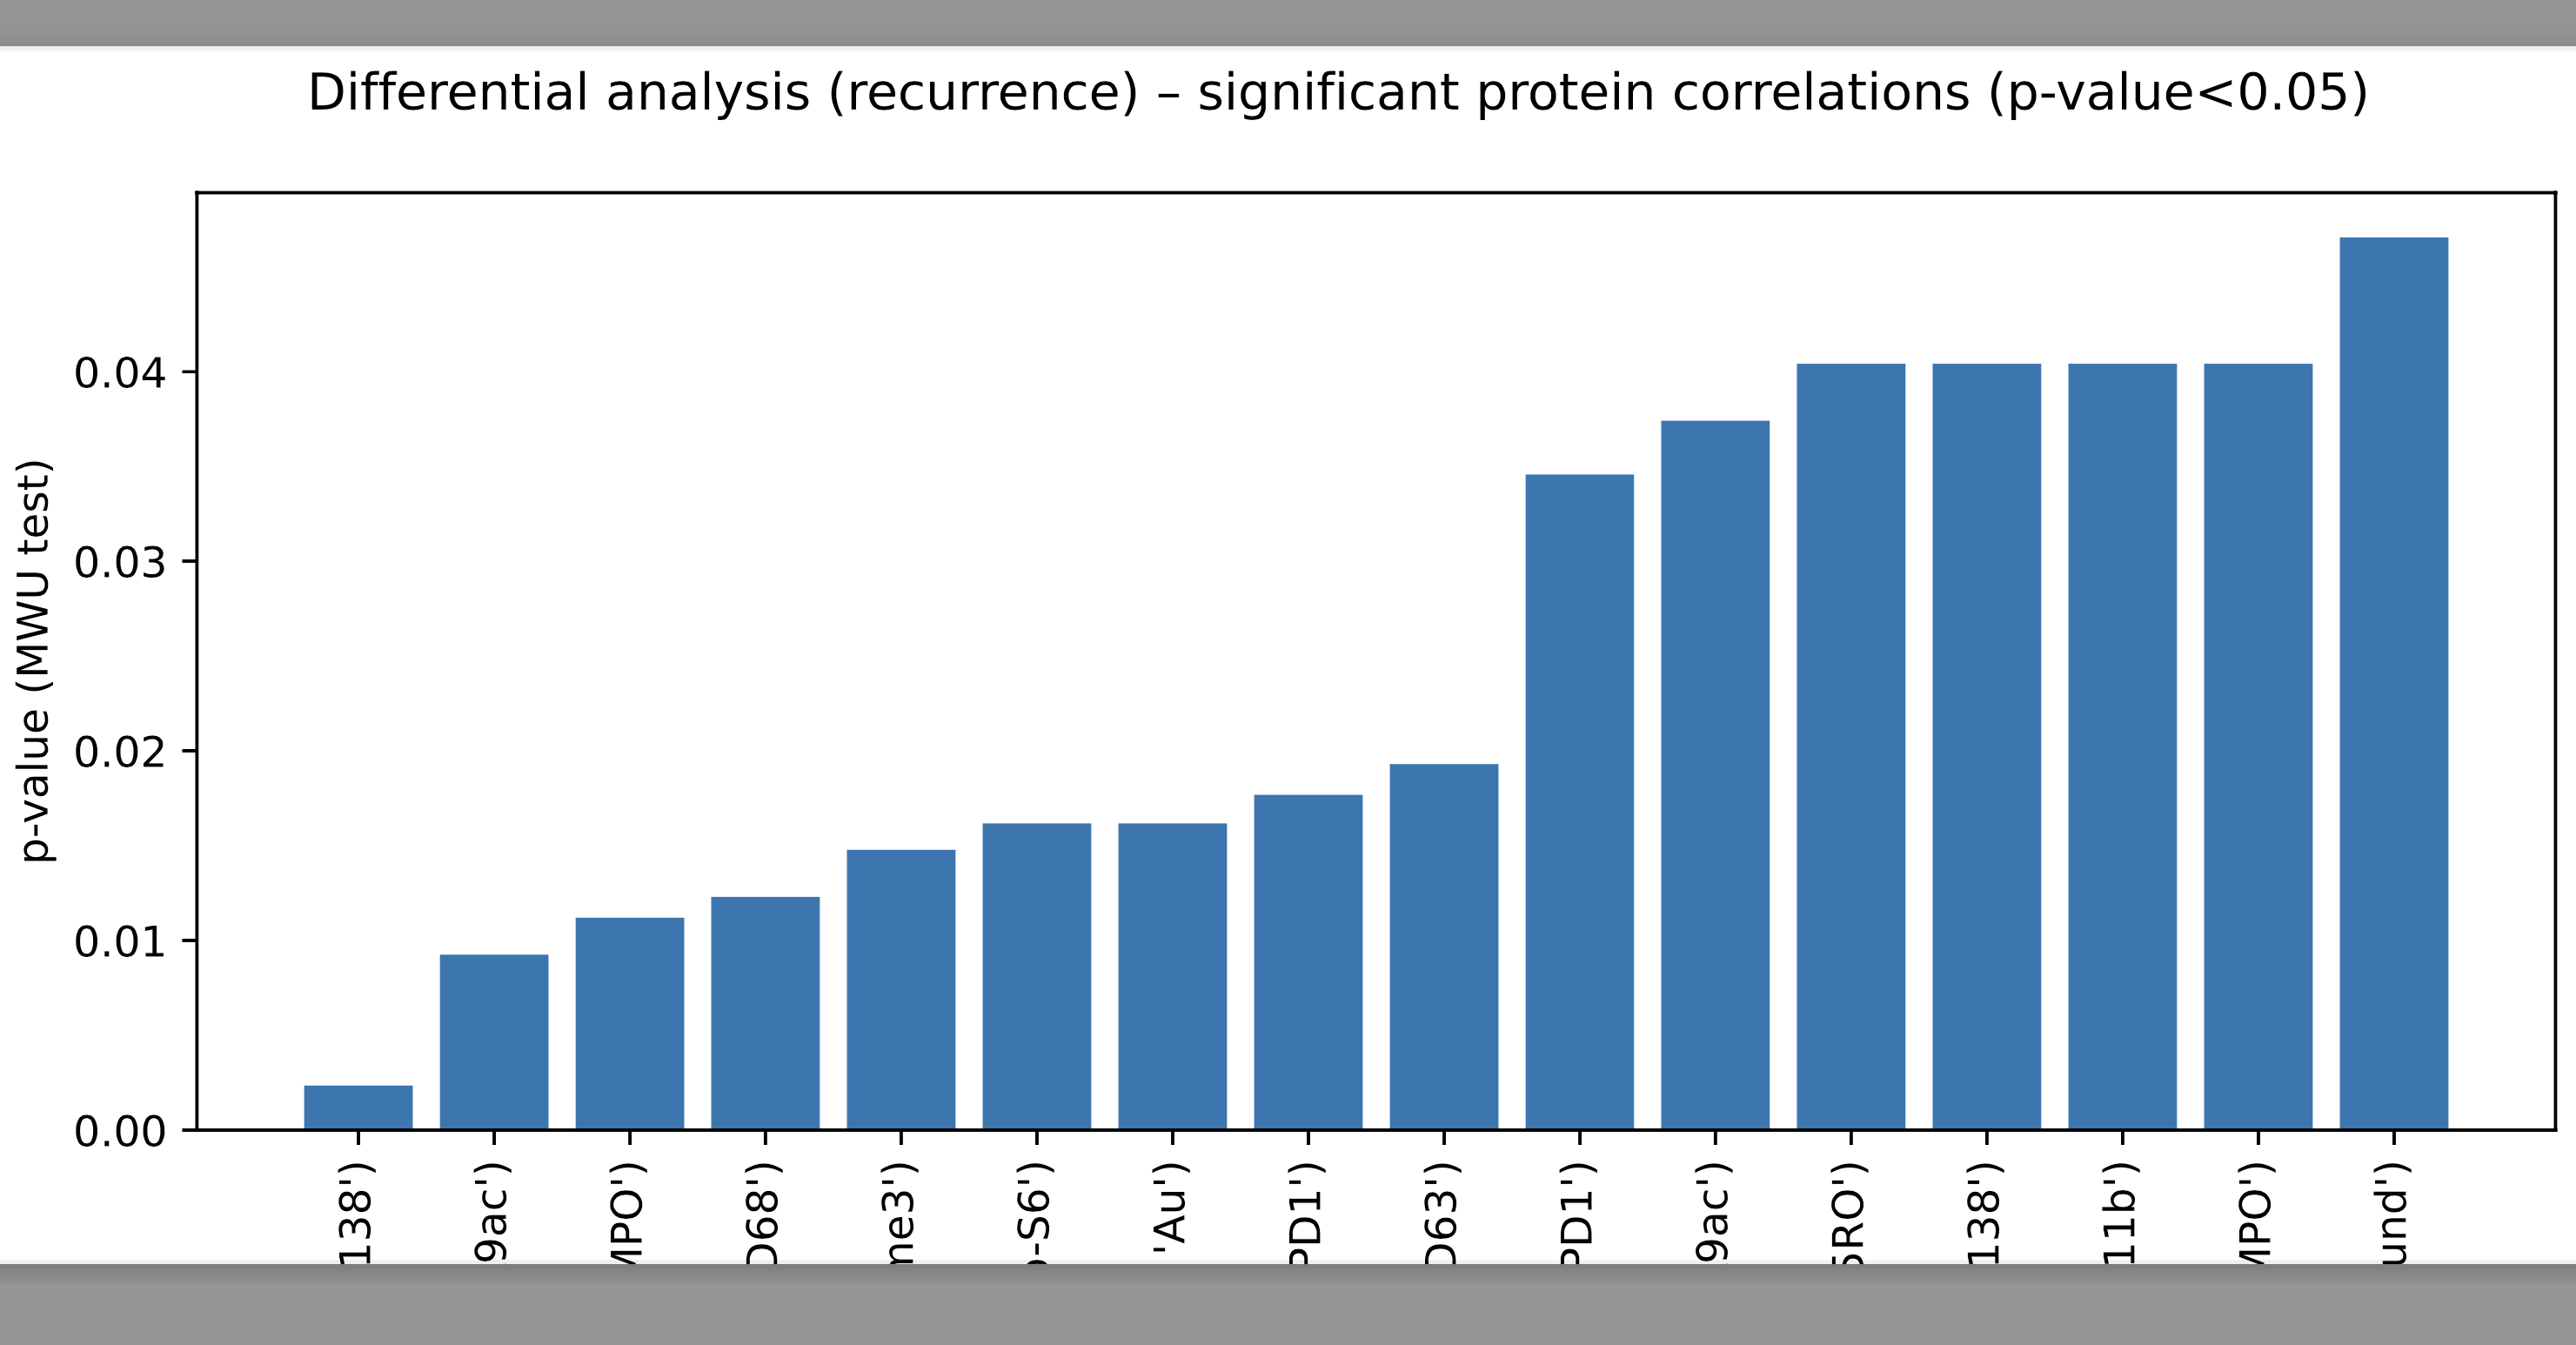 Differential analysis (recurrence) – significant protein correlations (p-value<0.05)
p-value (MWU test)
0.04
0.03
0.02
0.01
0.00
138')
9ac')
MPO')
D68')
me3')
p-S6')
'Au')
PD1')
D63')
PD1')
9ac')
SRO')
138')
11b')
MPO')
und')